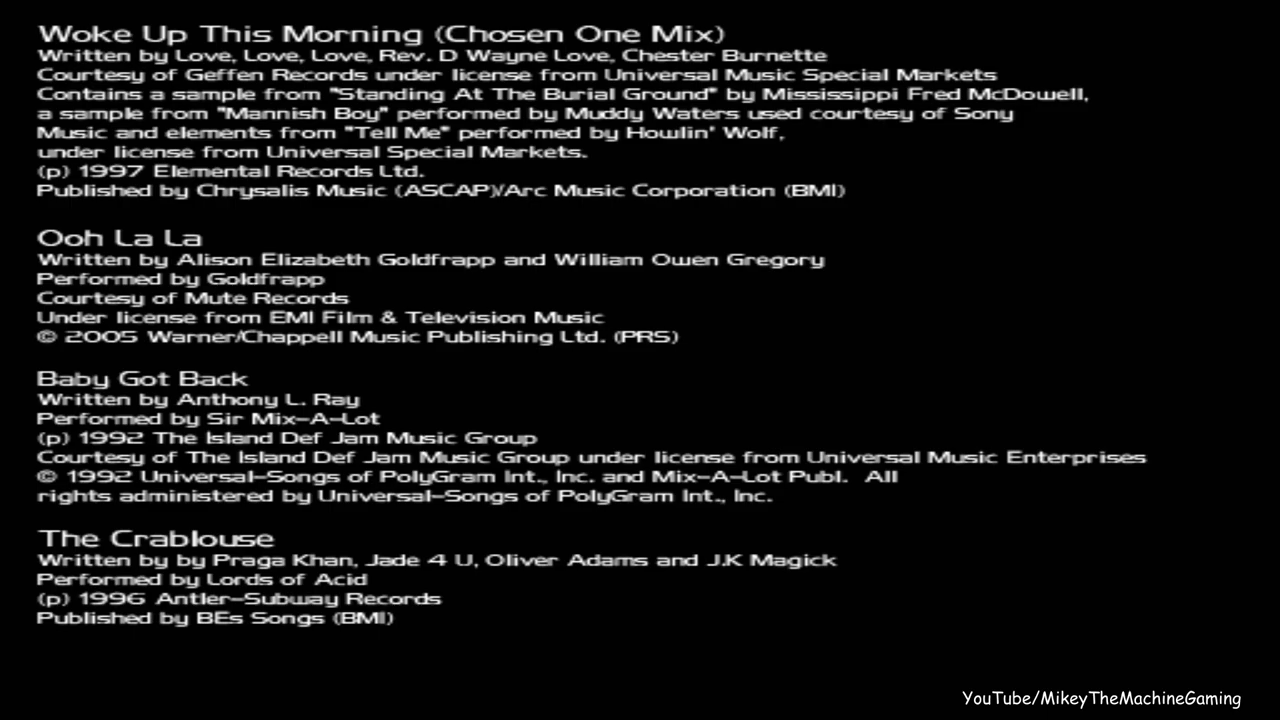 Woke Up This Morning (Chosen One Mix)
Written by Love, Love, Love, Rev. D Wayne Love, Chester Burnette
Courtesy of Geffen Records under license from Universal Music Special Markets
Contains a sample from "Standing At The Burial Ground" by Mississippi Fred McDowell,
a sample from "Mannish Boy" performed by Muddy Waters used courtesy of Sony
Music and elements from "Tell Me" performed by Howlin' Wolf,
under license from Universal Special Markets.
(p) 1997 Elemental Records Ltd.
Published by Chrysalis Music (ASCAP)/Arc Music Corporation (BMI)
Ooh La La
Written by Alison Elizabeth Goldfrapp and William Owen Gregory
Performed by Goldfrapp
Courtesy of Mute Records
Under license from EMI Film & Television Music
© 2005 Warner/Chappell Music Publishing Ltd. (PRS)
Baby Got Back
Written by Anthony L. Ray
Performed by Sir Mix-A-Lot
(p) 1992 The Island Def Jam Music Group
Courtesy of The Island Def Jam Music Group under license from Universal Music Enterprises
© 1992 Universal-Songs of PolyGram Int., Inc. and Mix-A-Lot Publ.  All
rights administered by Universal-Songs of PolyGram Int., Inc.
The Crablouse
Written by by Praga Khan, Jade 4 U, Oliver Adams and J.K Magick
Performed by Lords of Acid
(p) 1996 Antler-Subway Records
Published by BEs Songs (BMI)
YouTube/MikeyTheMachineGaming